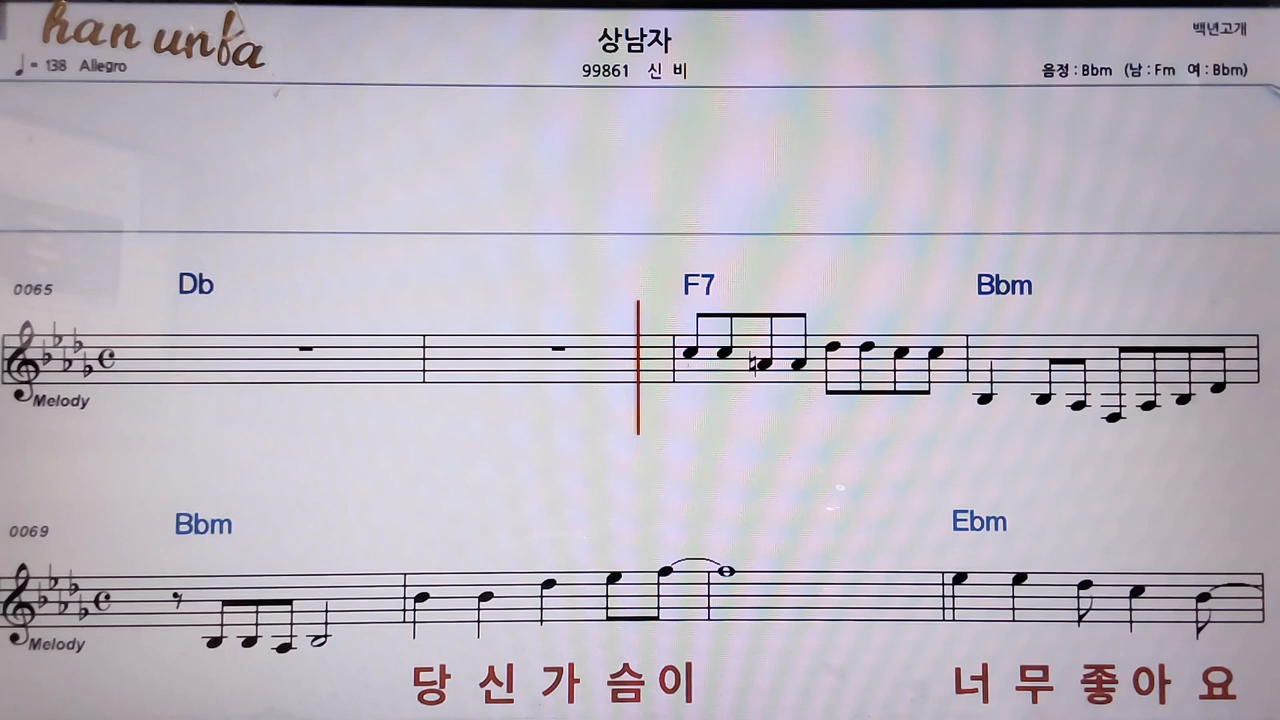 han unfa
상남자
백년고개
♩= 138 Allegro
99861 신 비
음정 : Bbm (남 : Fm 여 : Bbm)
0065
Db F7 Bbm
Melody
0069
Bbm Ebm
Melody
당 신 가 슴 이 너 무 좋 아 요